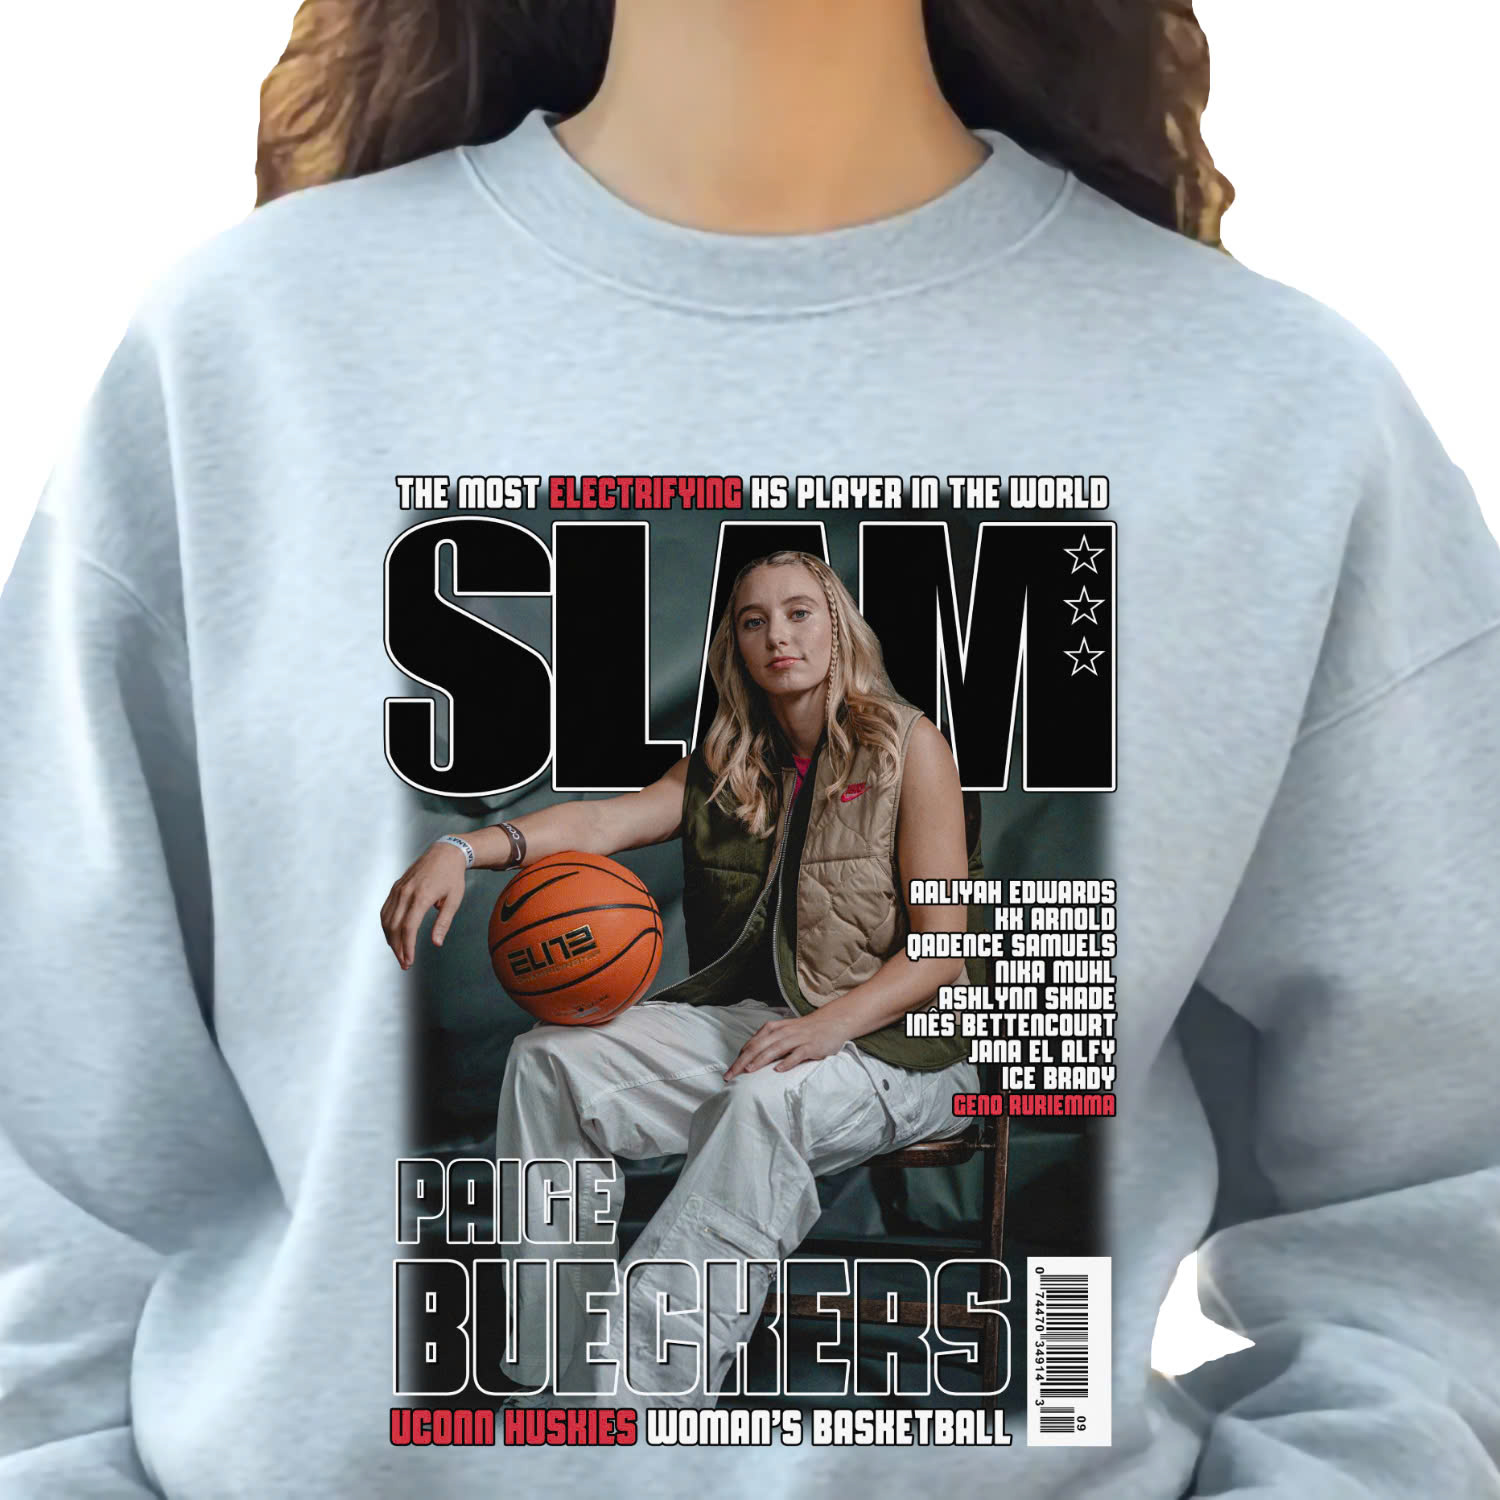 THE MOST ELECTRIFYING HS PLAYER IN THE WORLD
SLAM
ELITE
AALIYAH EDWARDS
KK ARNOLD
QADENCE SAMUELS
NIKA MUHL
ASHLYNN SHADE
INÊS BETTENCOURT
JANA EL ALFY
ICE BRADY
GENO AURIEMMA
PAIGE
BUECKERS
UCONN HUSKIES WOMAN'S BASKETBALL
0 74470 34914 3
09